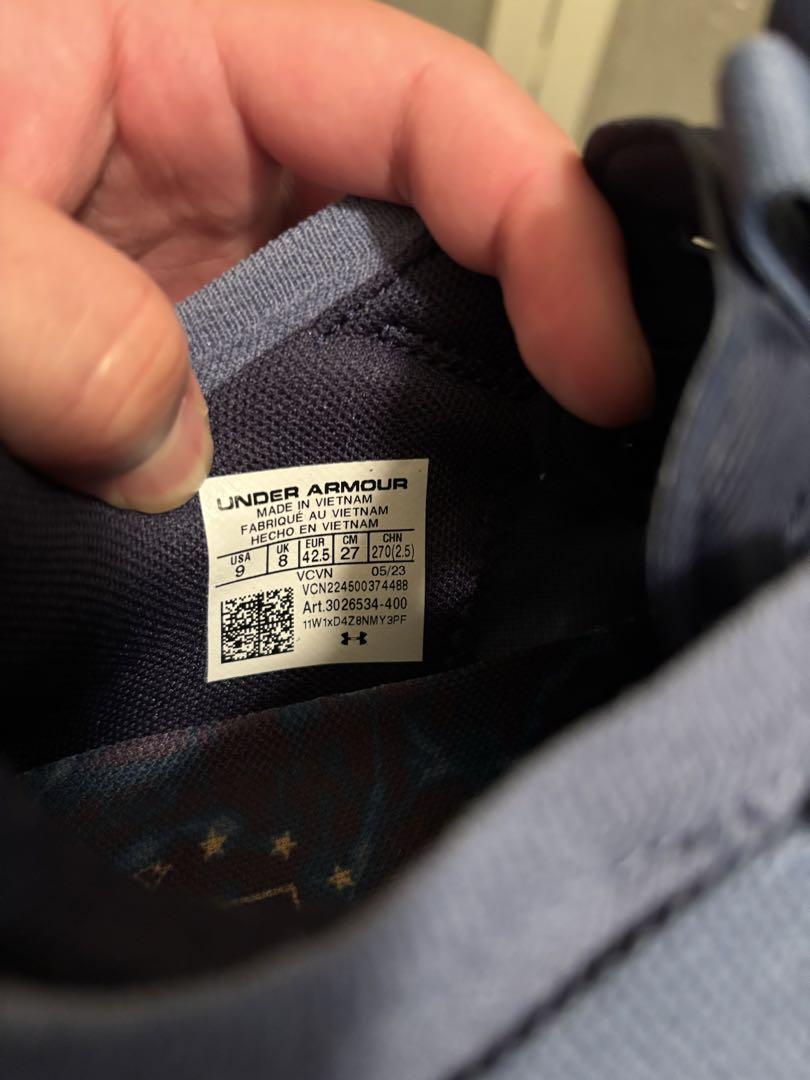 UNDER ARMOUR
MADE IN VIETNAM
FABRIQUÉ AU VIETNAM
HECHO EN VIETNAM
USA UK EUR CM CHN
9 8 42.5 27 270(2.5)
VCVN 05/23
VCN224500374488
Art.3026534-400
11W1xD4Z8NMY3PF